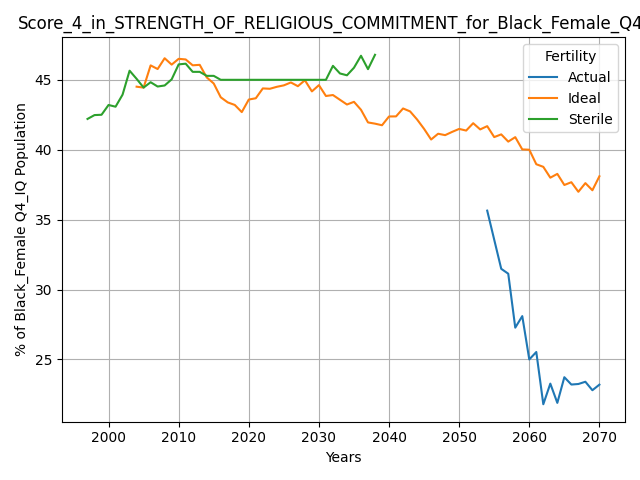 Score_4_in_STRENGTH_OF_RELIGIOUS_COMMITMENT_for_Black_Female_Q4
Fertility
Actual
Ideal
Sterile
% of Black_Female Q4_IQ Population
45
40
35
30
25
2000 2010 2020 2030 2040 2050 2060 2070
Years